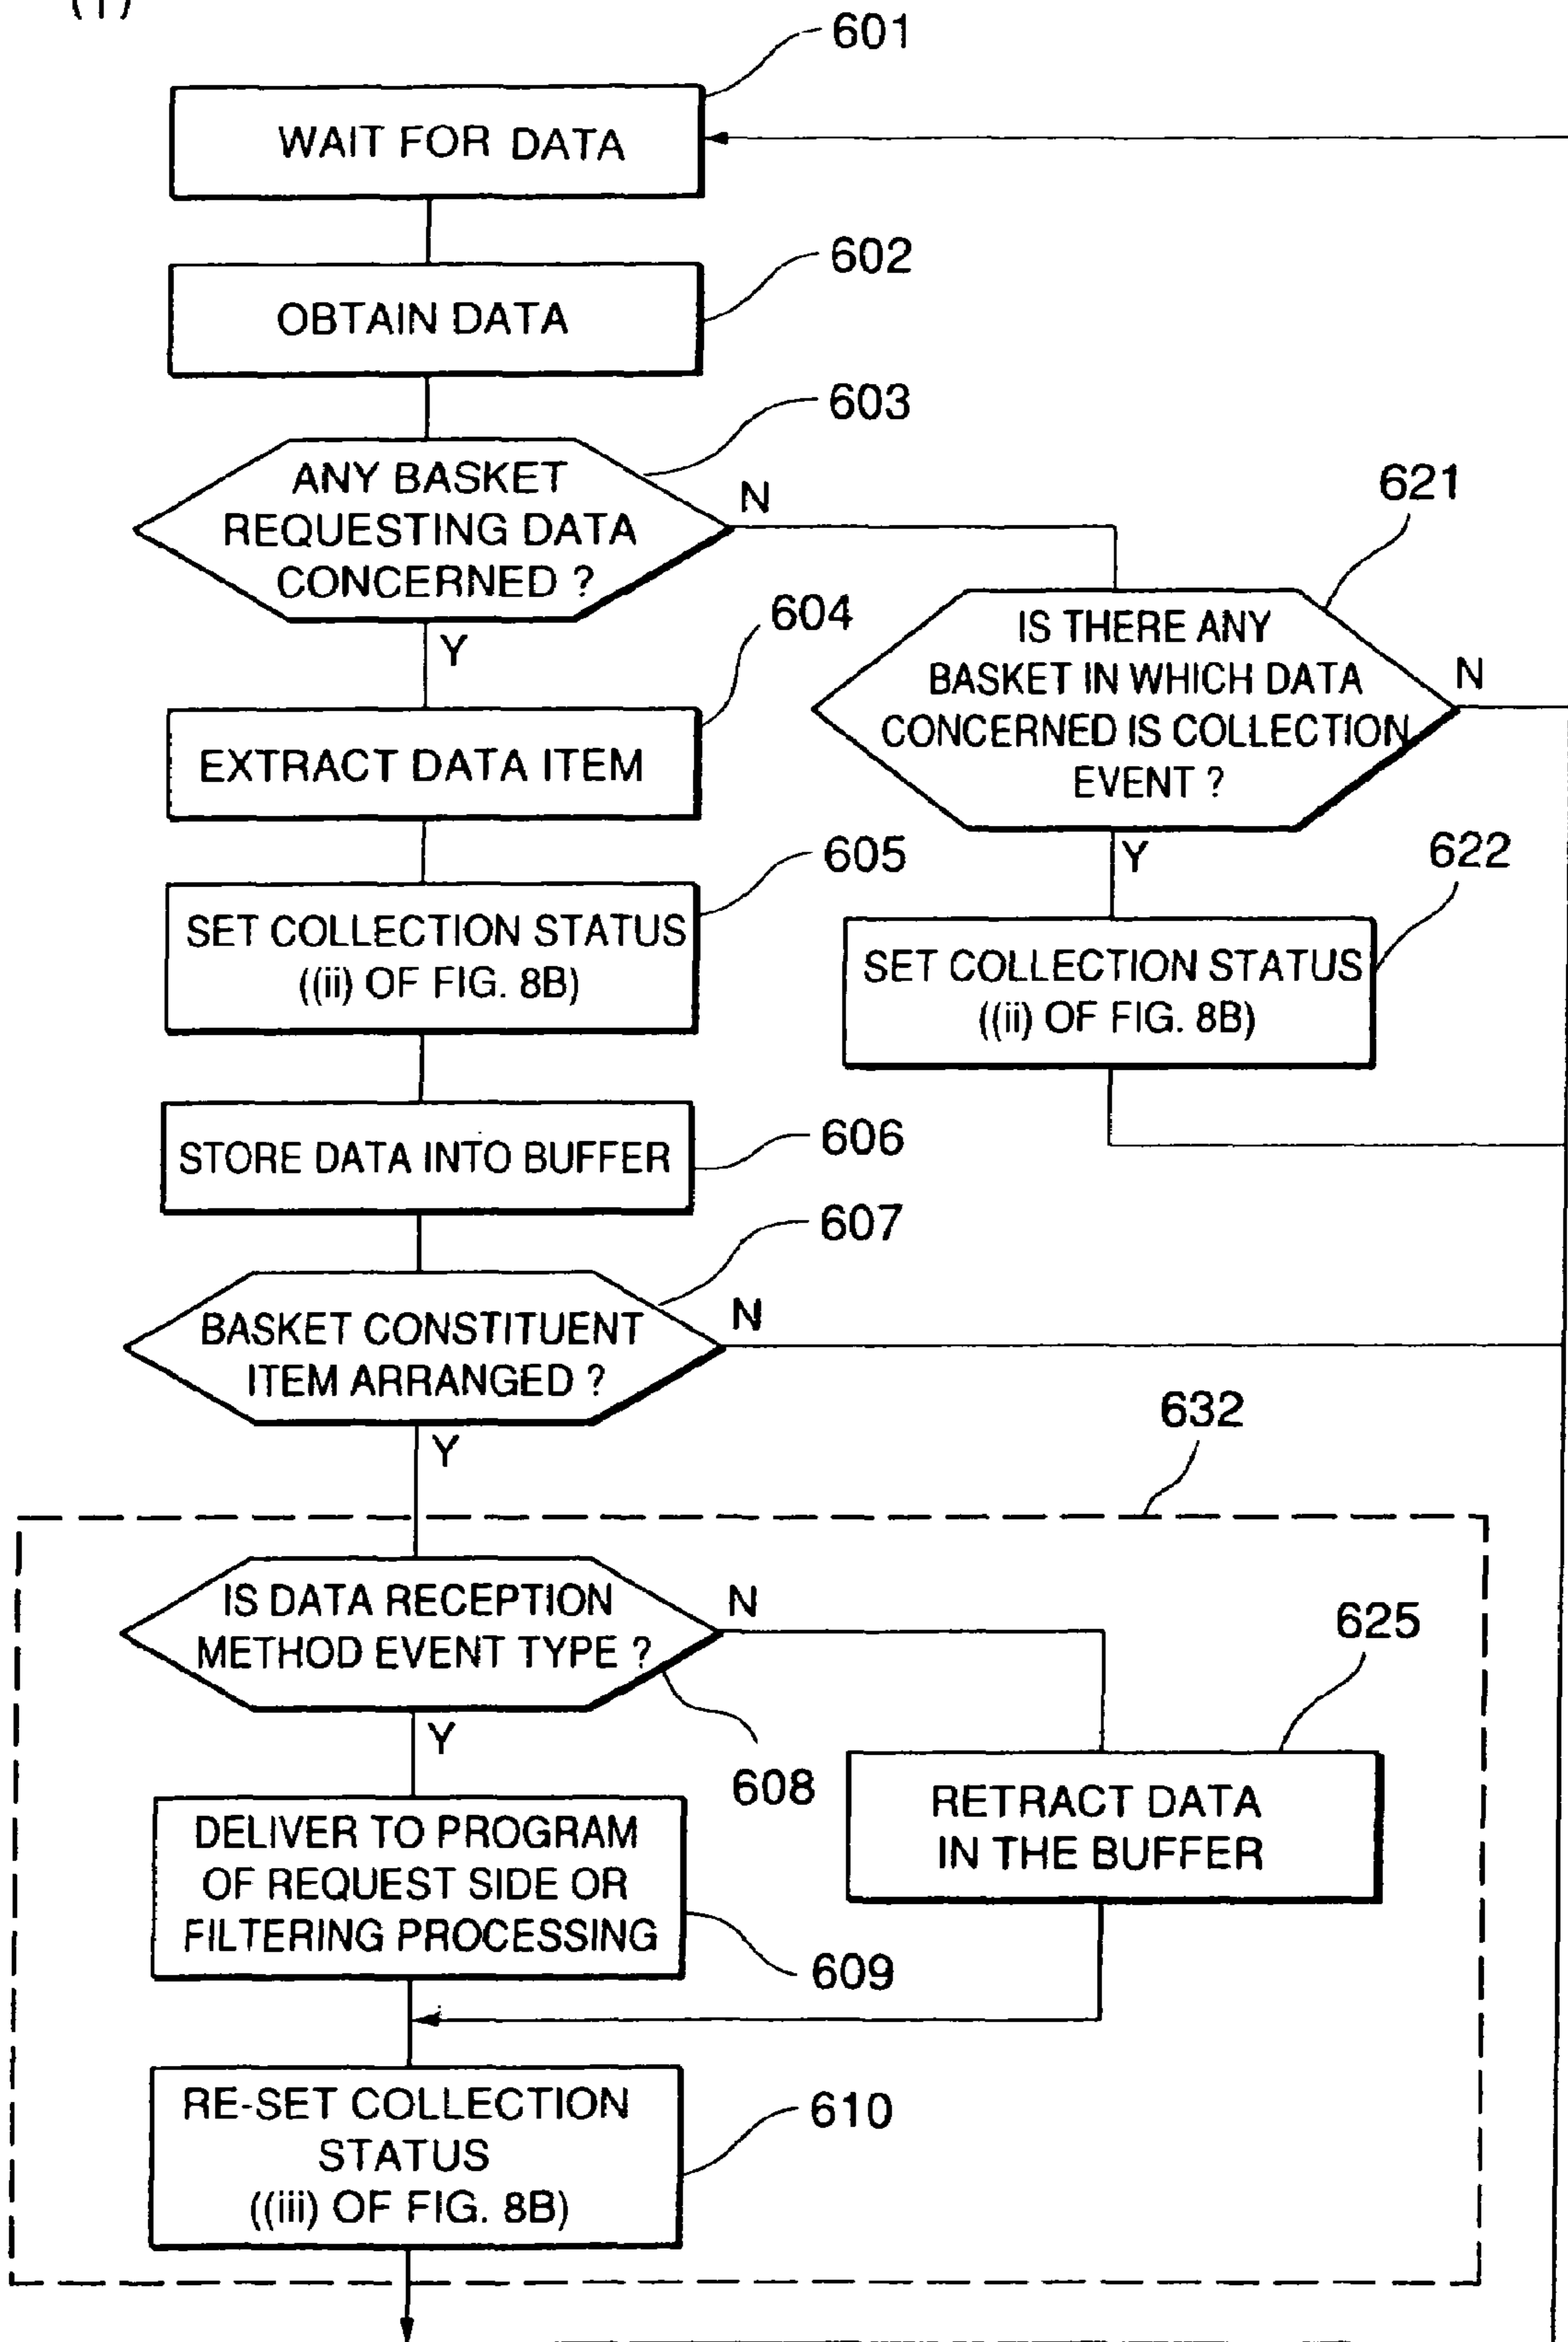 601
WAIT FOR DATA
602
OBTAIN DATA
603
ANY BASKET
REQUESTING DATA
CONCERNED ?
N
Y
621
IS THERE ANY
BASKET IN WHICH DATA
CONCERNED IS COLLECTION
EVENT ?
N
Y
604
EXTRACT DATA ITEM
605
SET COLLECTION STATUS
((ii) OF FIG. 8B)
622
SET COLLECTION STATUS
((ii) OF FIG. 8B)
606
STORE DATA INTO BUFFER
607
BASKET CONSTITUENT
ITEM ARRANGED ?
N
Y
632
IS DATA RECEPTION
METHOD EVENT TYPE ?
N
Y
608
625
RETRACT DATA
IN THE BUFFER
DELIVER TO PROGRAM
OF REQUEST SIDE OR
FILTERING PROCESSING
609
RE-SET COLLECTION
STATUS
((iii) OF FIG. 8B)
610